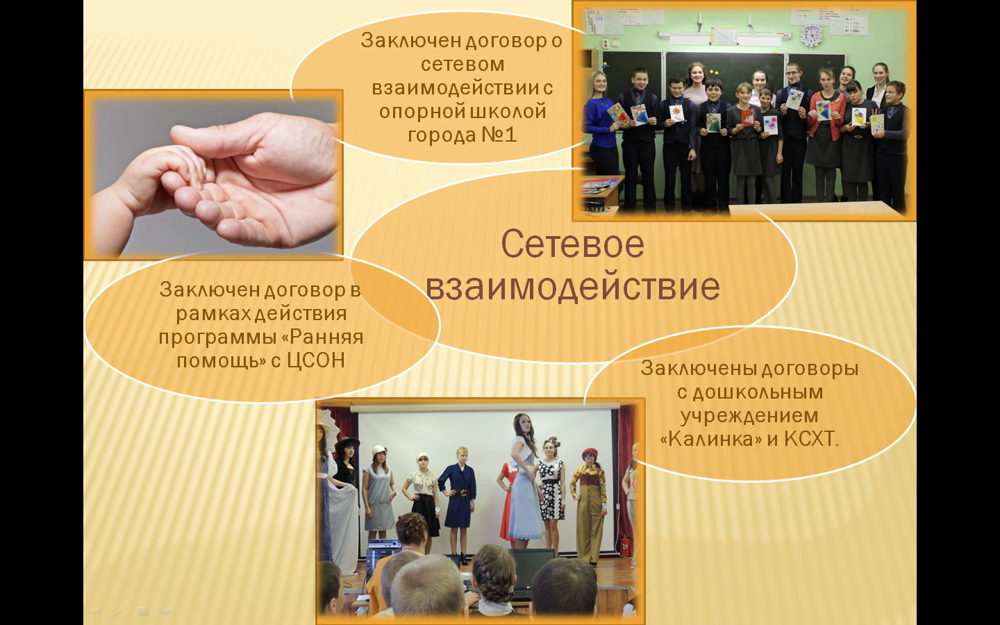 Заключен договор о
сетевом
взаимодействии с
опорной школой
города №1
Сетевое
взаимодействие
Заключен договор в
рамках действия
программы «Ранняя
помощь» с ЦСОН
Заключены договоры
с дошкольным
учреждением
«Калинка» и КСХТ.
24